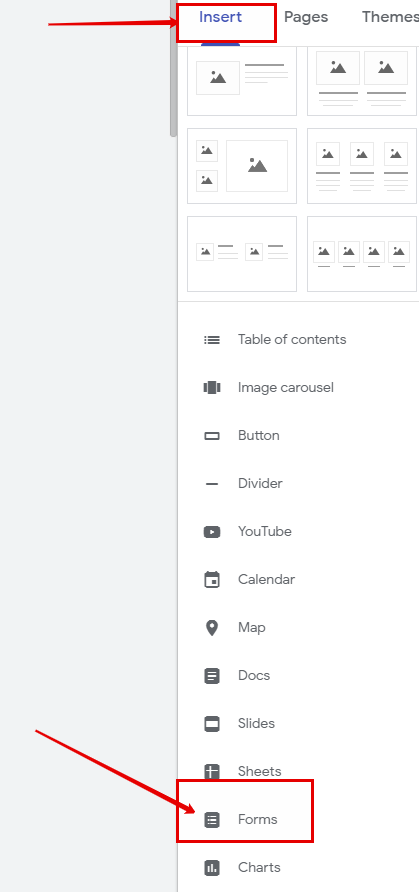 Insert Pages Themes
Table of contents
Image carousel
Button
Divider
YouTube
Calendar
Map
Docs
Slides
Sheets
Forms
Charts